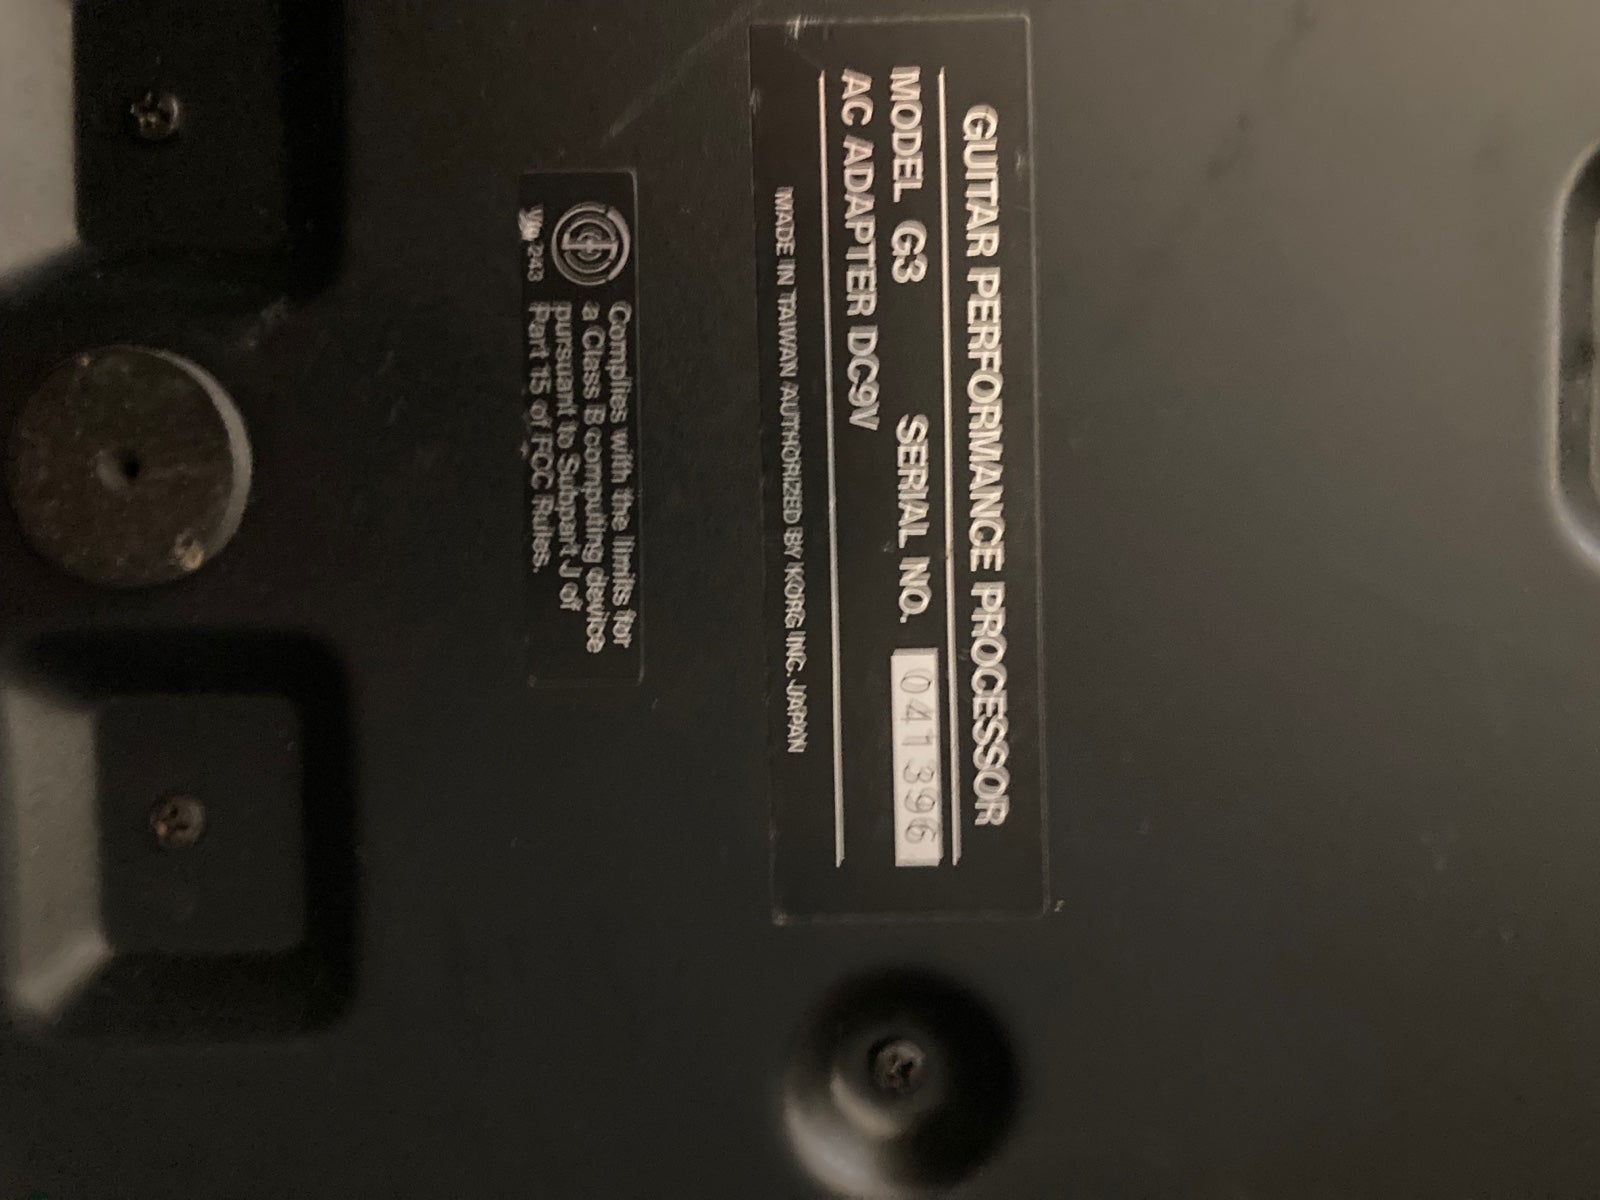 GUITAR PERFORMANCE PROCESSOR
MODEL G3 SERIAL NO. 041396
AC ADAPTER DC9V
MADE IN TAIWAN AUTHORIZED BY KORG INC. JAPAN
Complies with the limits for
a Class B computing device
pursuant to Subpart J of
Part 15 of FCC Rules.
243